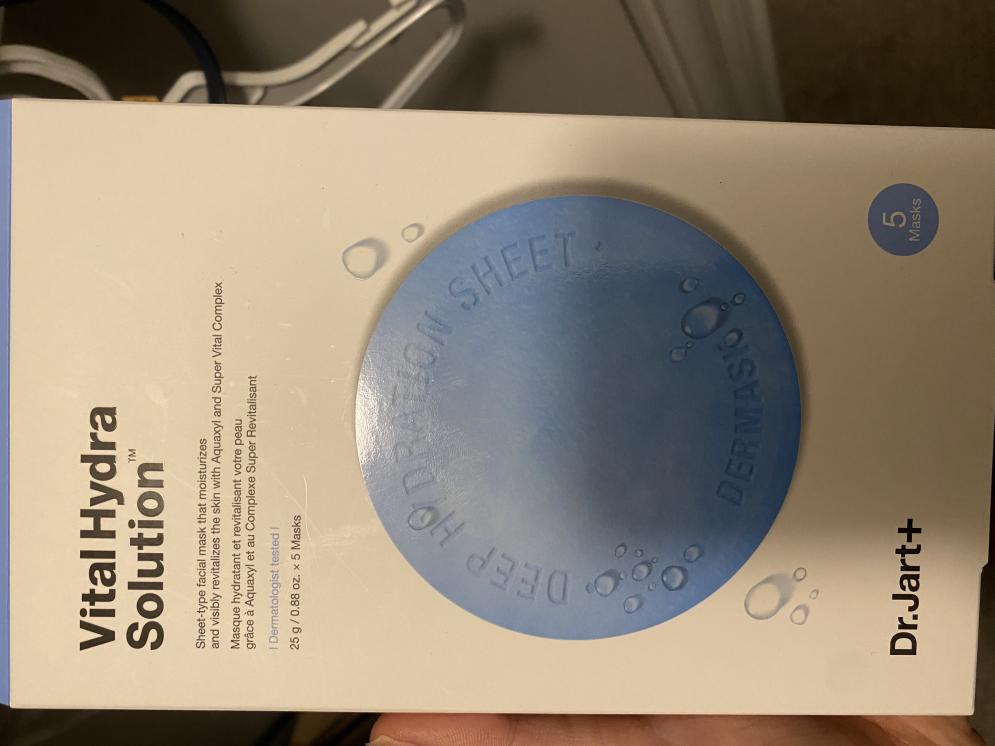 Vital Hydra
Solution™
Sheet-type facial mask that moisturizes
and visibly revitalizes the skin with Aquaxyl and Super Vital Complex
Masque hydratant et revitalisant votre peau
grâce à Aquaxyl et au Complexe Super Revitalisant
| Dermatologist tested |
25 g / 0.88 oz. x 5 Masks
DEEP HYDRATION SHEET
DERMASK
Dr.Jart+
5
Masks